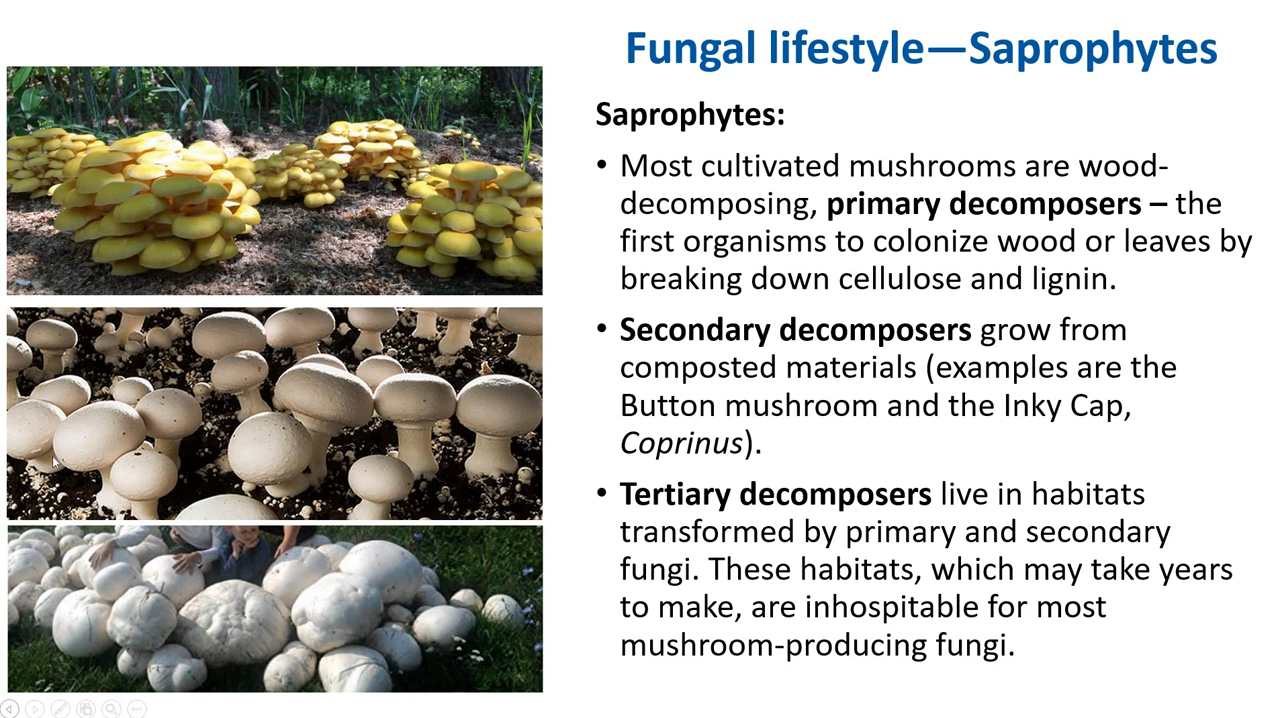 Fungal lifestyle—Saprophytes
Saprophytes:
• Most cultivated mushrooms are wood-
decomposing, primary decomposers – the
first organisms to colonize wood or leaves by
breaking down cellulose and lignin.
• Secondary decomposers grow from
composted materials (examples are the
Button mushroom and the Inky Cap,
Coprinus).
• Tertiary decomposers live in habitats
transformed by primary and secondary
fungi. These habitats, which may take years
to make, are inhospitable for most
mushroom-producing fungi.